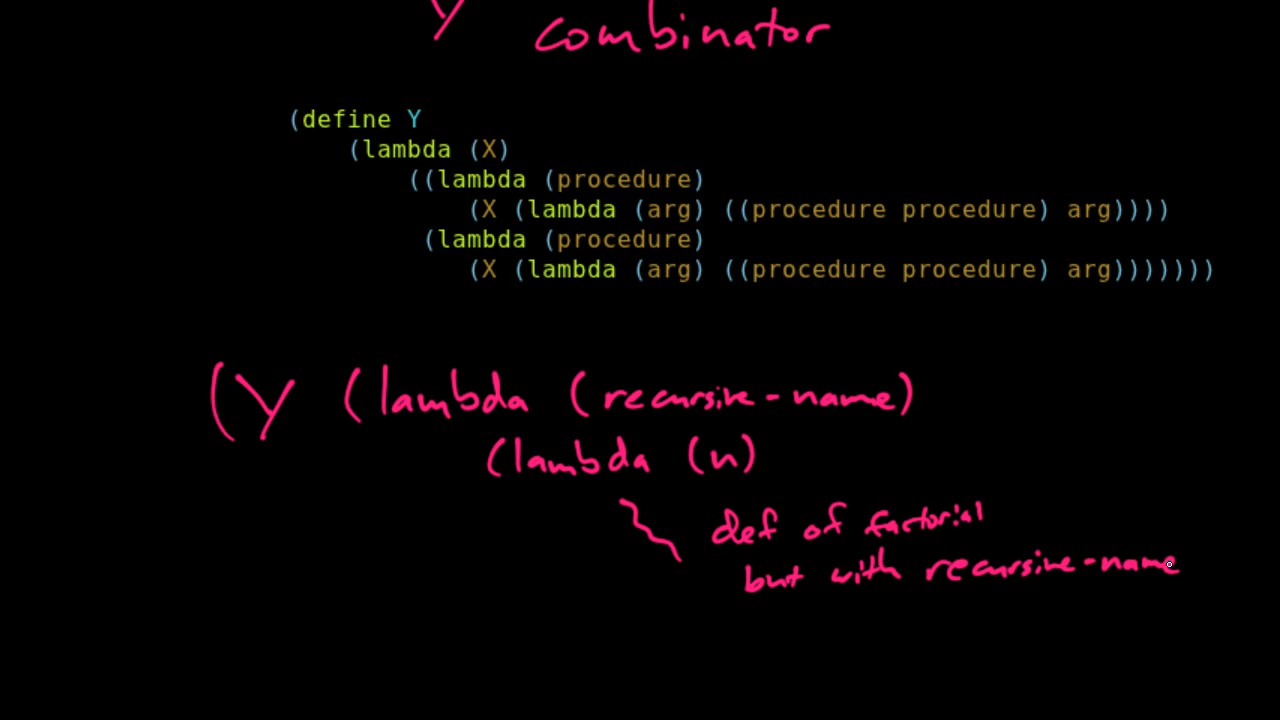 Y combinator
(define Y
(lambda (X)
((lambda (procedure)
(X (lambda (arg) ((procedure procedure) arg))))
(lambda (procedure)
(X (lambda (arg) ((procedure procedure) arg)))))))
(Y (lambda (recursive-name)
(lambda (n)
def of factorial
but with recursive-name